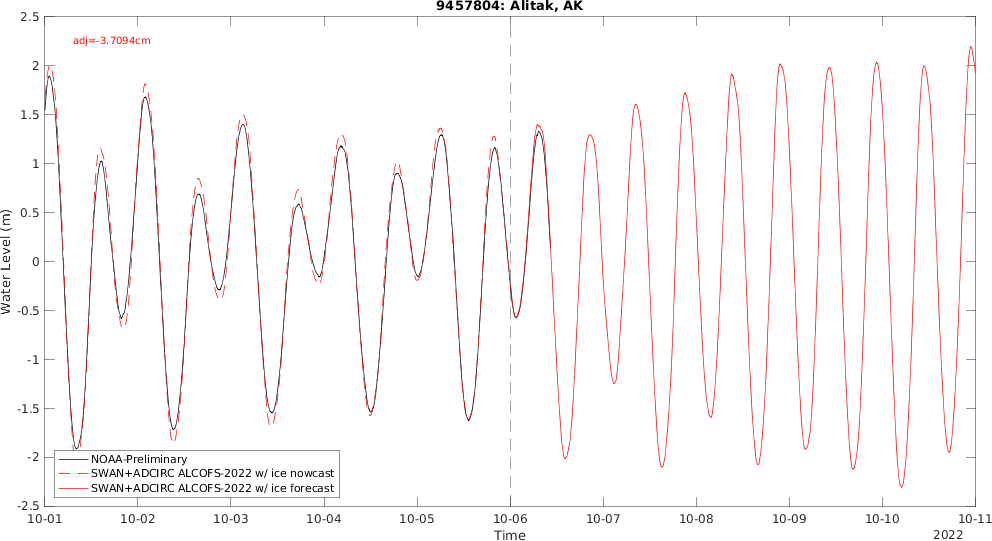 9457804: Alitak, AK
adj=-3.7094cm
Water Level (m)
2.5
2
1.5
1
0.5
0
-0.5
-1
-1.5
-2
-2.5
NOAA-Preliminary
SWAN+ADCIRC ALCOFS-2022 w/ ice nowcast
SWAN+ADCIRC ALCOFS-2022 w/ ice forecast
10-01 10-02 10-03 10-04 10-05 10-06 10-07 10-08 10-09 10-10 10-11
Time
2022